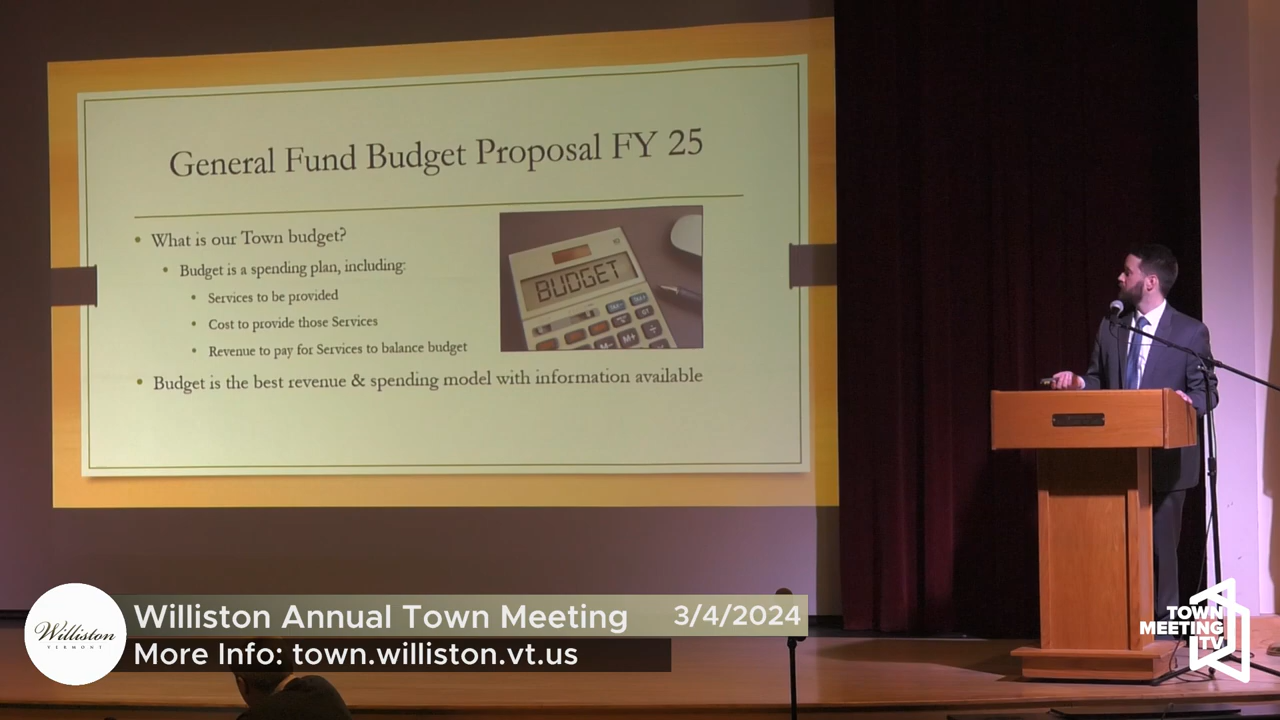 General Fund Budget Proposal FY 25
• What is our Town budget?
• Budget is a spending plan, including:
• Services to be provided
• Cost to provide those Services
• Revenue to pay for Services to balance budget
• Budget is the best revenue & spending model with information available
BUDGET
Williston Annual Town Meeting 3/4/2024
More Info: town.williston.vt.us
Williston
VERMONT
TOWN
MEETING
TV